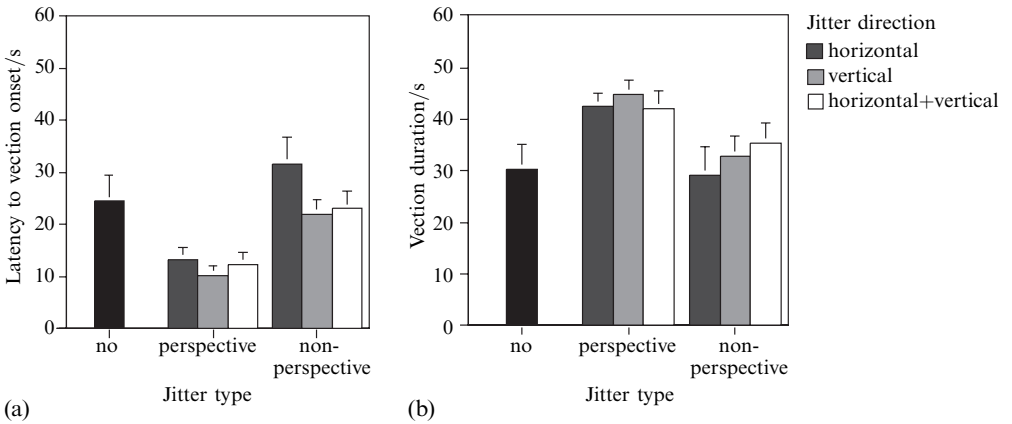 60
50
40
30
20
10
0
Latency to vection onset/s
no
perspective
non-
perspective
Jitter type
(a)
60
50
40
30
20
10
0
Vection duration/s
no
perspective
non-
perspective
Jitter type
(b)
Jitter direction
horizontal
vertical
horizontal+vertical